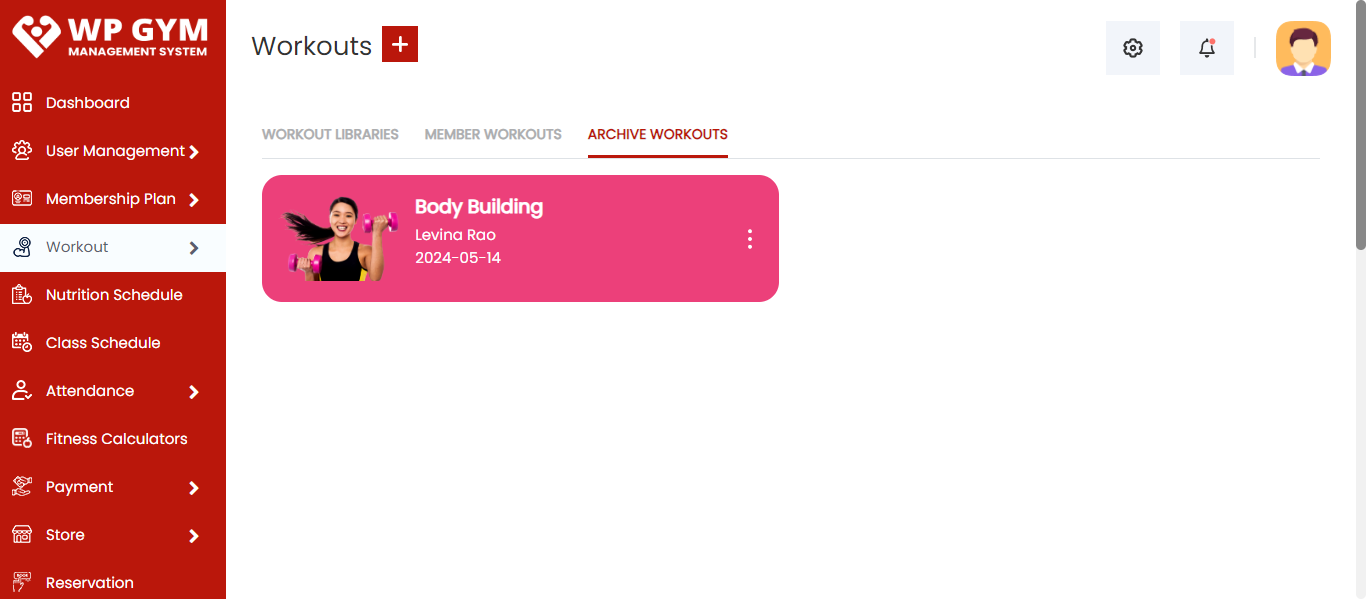 WP GYM
MANAGEMENT SYSTEM
Dashboard
User Management
Membership Plan
Workout
Nutrition Schedule
Class Schedule
Attendance
Fitness Calculators
Payment
Store
Reservation
Workouts
WORKOUT LIBRARIES MEMBER WORKOUTS ARCHIVE WORKOUTS
Body Building
Levina Rao
2024-05-14